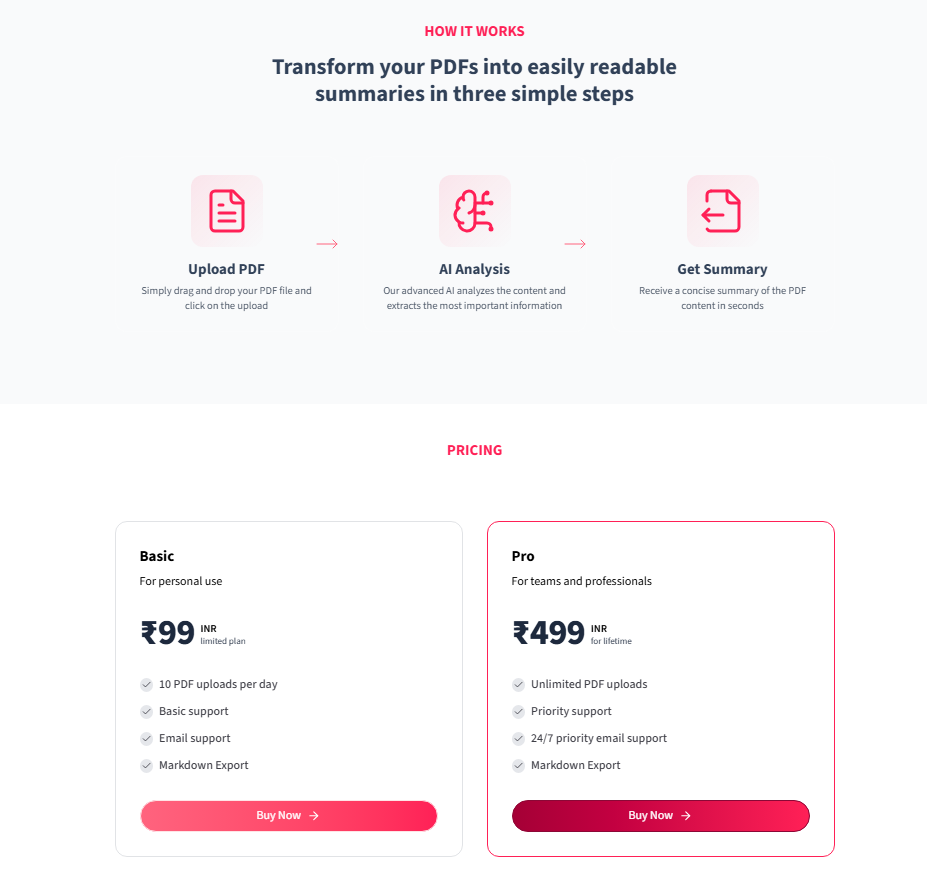 HOW IT WORKS
Transform your PDFs into easily readable
summaries in three simple steps
Upload PDF
Simply drag and drop your PDF file and
click on the upload
AI Analysis
Our advanced AI analyzes the content and
extracts the most important information
Get Summary
Receive a concise summary of the PDF
content in seconds
PRICING
Basic
For personal use
₹99 INR
limited plan
10 PDF uploads per day
Basic support
Email support
Markdown Export
Buy Now →
Pro
For teams and professionals
₹499 INR
for lifetime
Unlimited PDF uploads
Priority support
24/7 priority email support
Markdown Export
Buy Now →